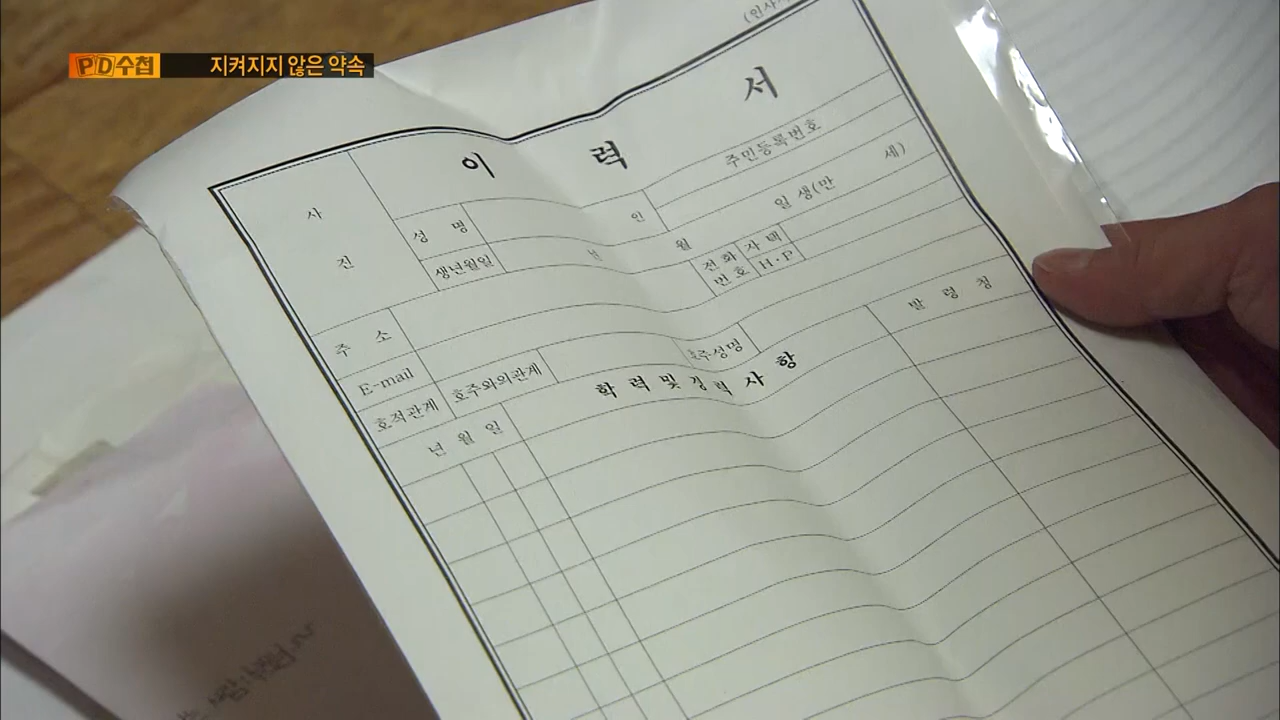 PD수첩 지켜지지 않은 약속
(인사
이 력 서
사 진
성 명 인 주민등록번호
생년월일 년 월 일생(만 세)
전화번호 자택
H·P
주 소
E-mail
호적관계 호주와의관계 호주성명
년 월 일 학 력 및 경 력 사 항 발 령 청